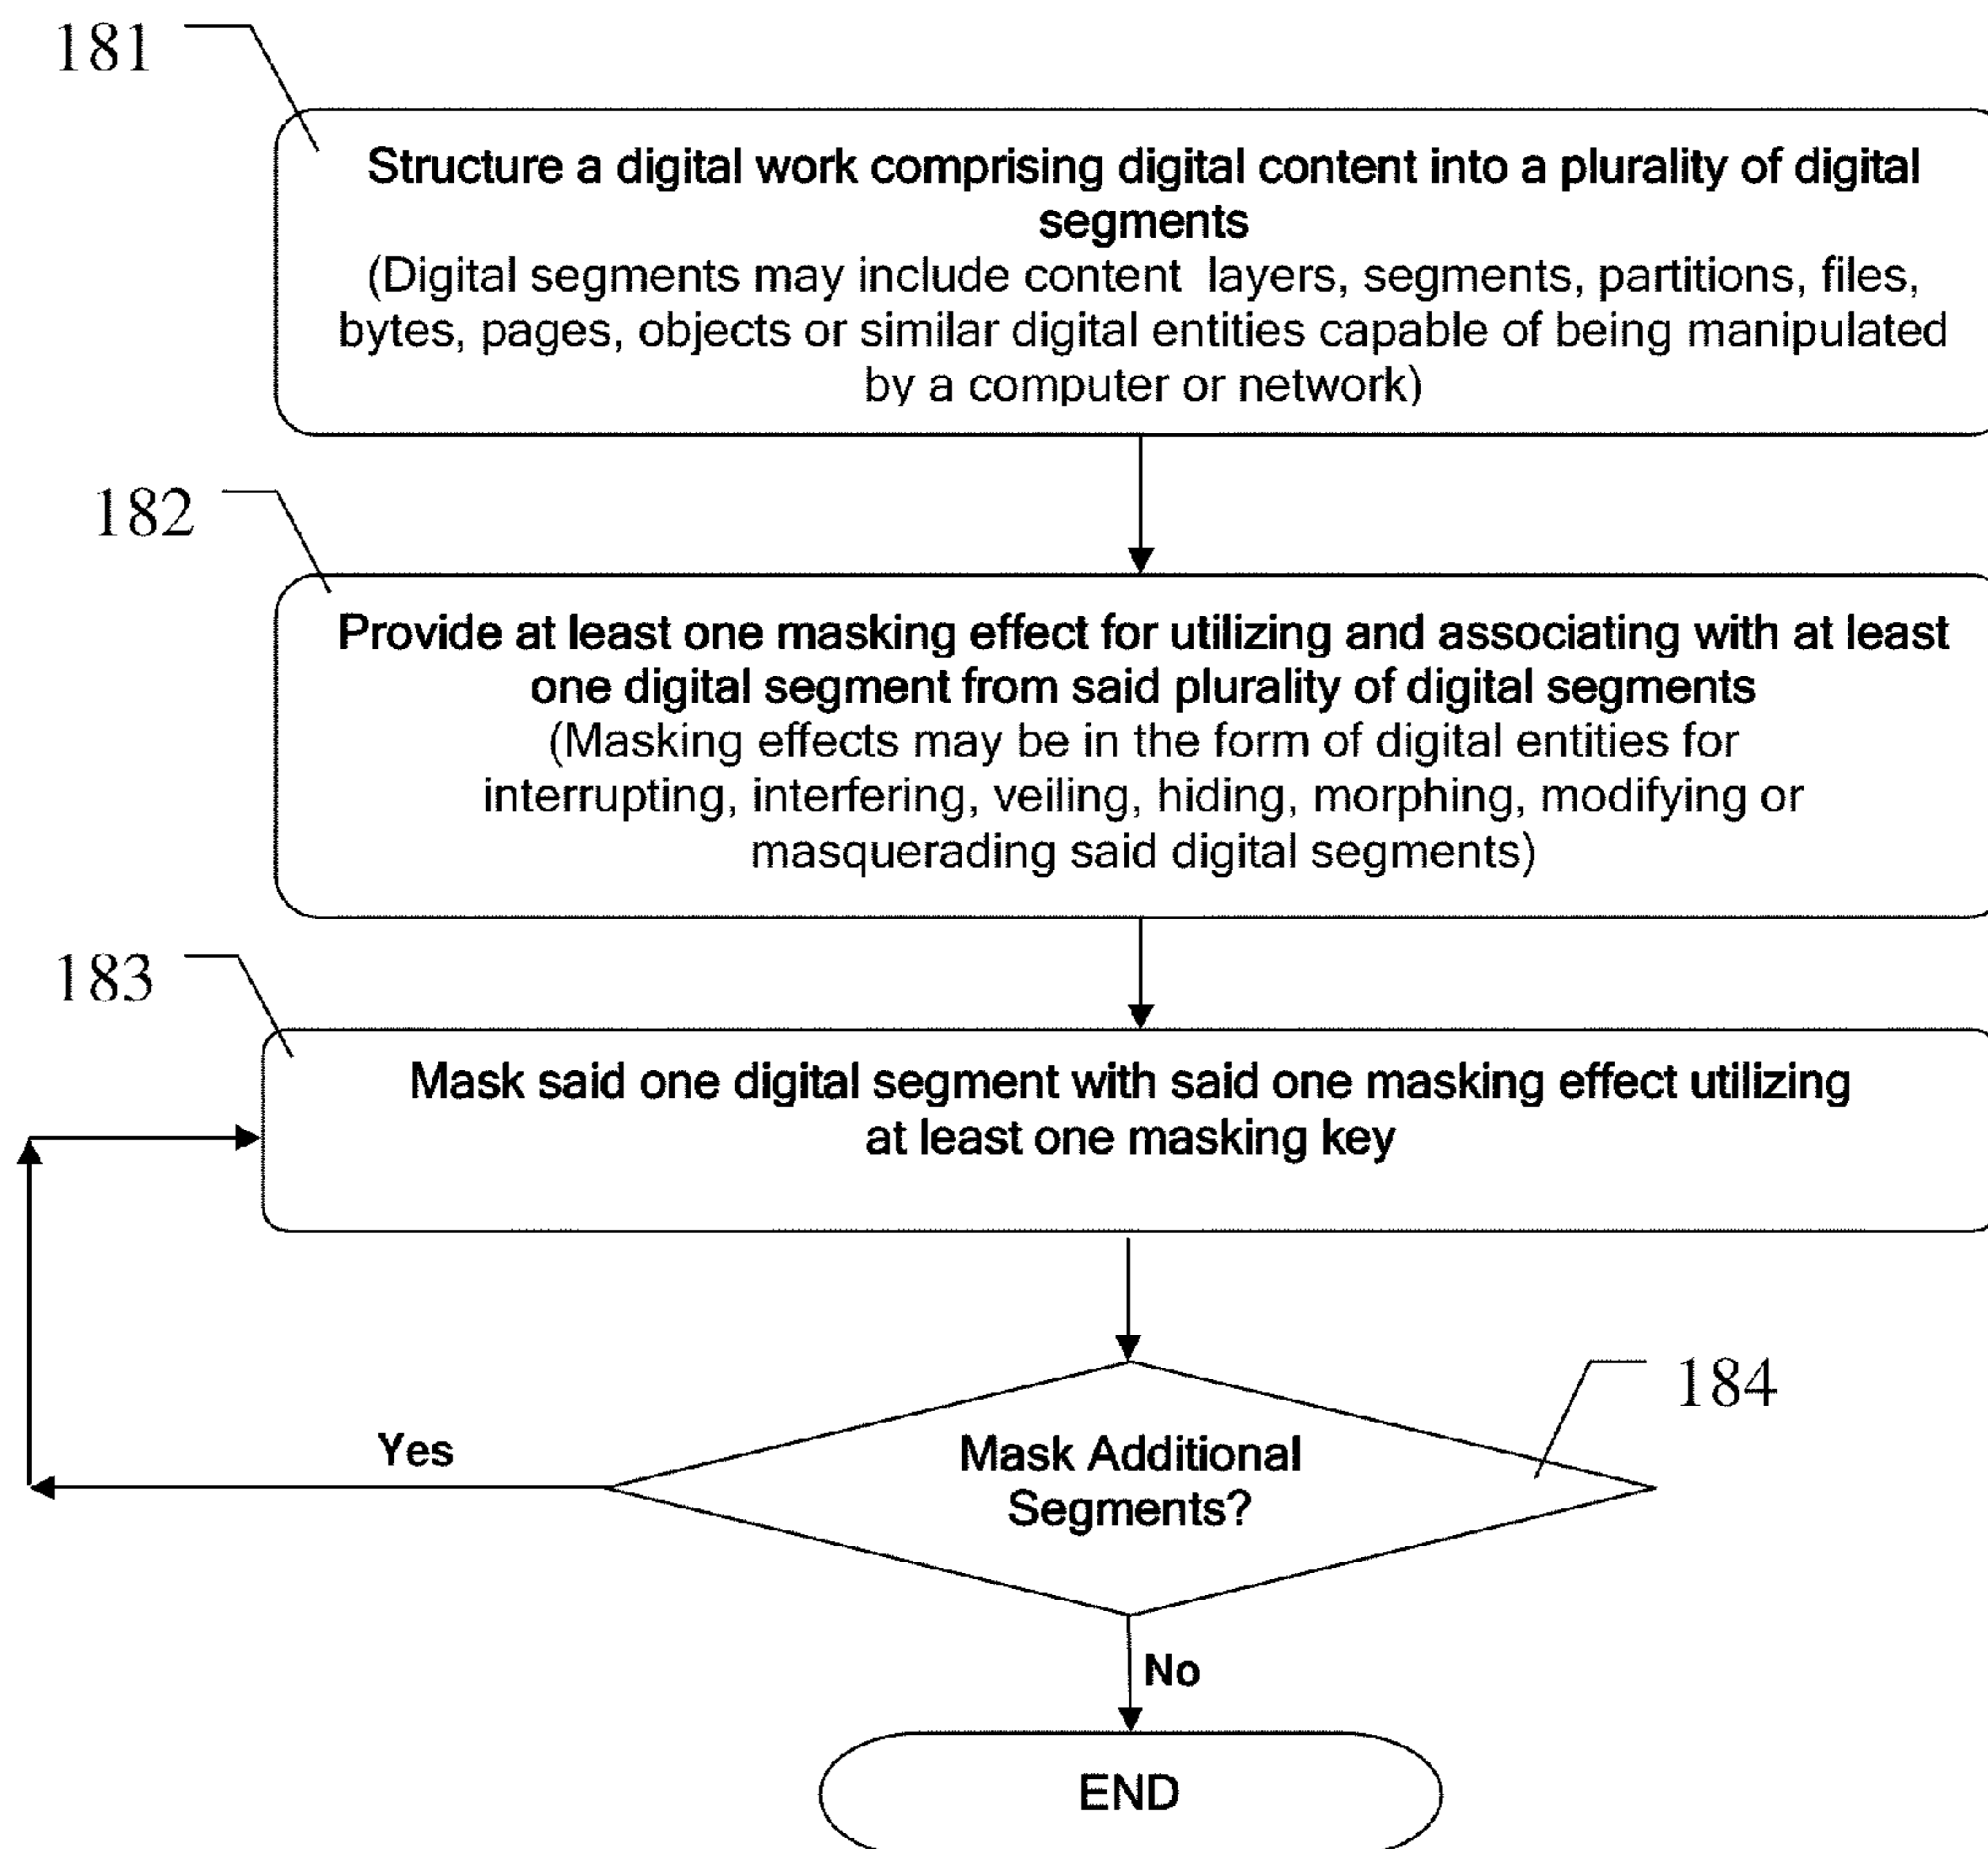 181
Structure a digital work comprising digital content into a plurality of digital
segments
(Digital segments may include content layers, segments, partitions, files,
bytes, pages, objects or similar digital entities capable of being manipulated
by a computer or network)
182
Provide at least one masking effect for utilizing and associating with at least
one digital segment from said plurality of digital segments
(Masking effects may be in the form of digital entities for
interrupting, interfering, veiling, hiding, morphing, modifying or
masquerading said digital segments)
183
Mask said one digital segment with said one masking effect utilizing
at least one masking key
184
Yes
Mask Additional
Segments?
No
END